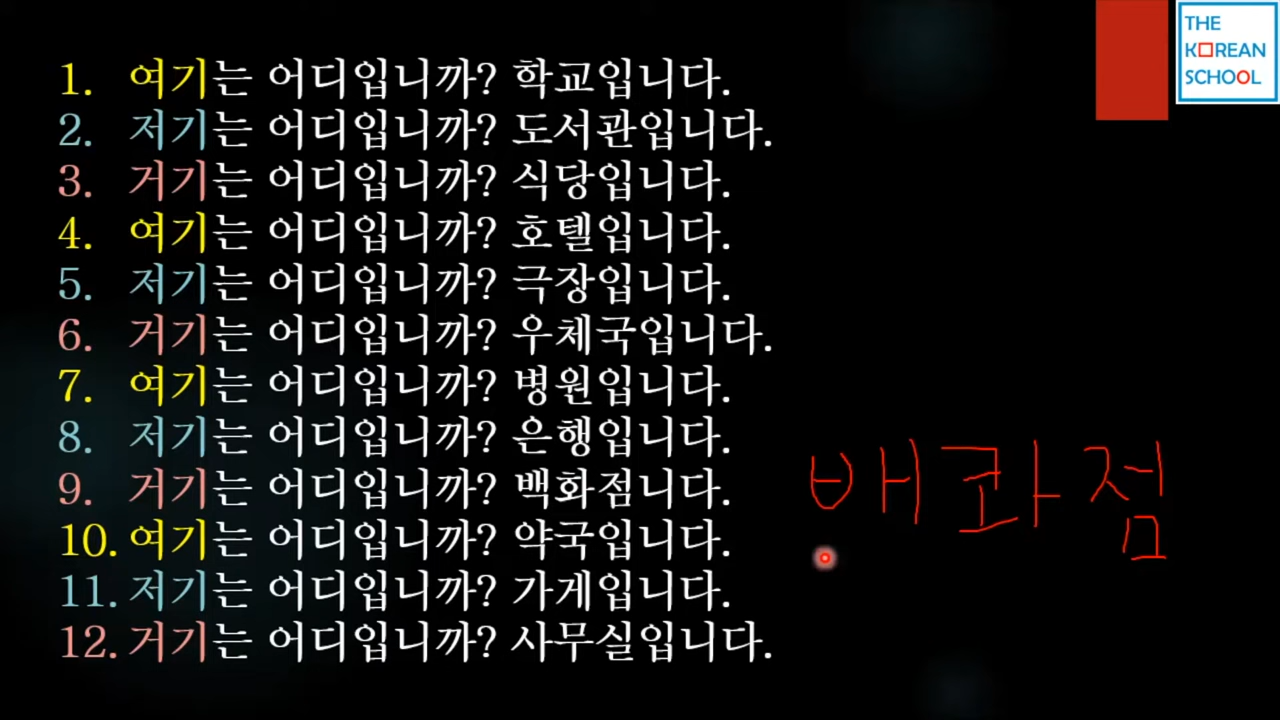 THE
KOREAN
SCHOOL
1. 여기는 어디입니까? 학교입니다.
2. 저기는 어디입니까? 도서관입니다.
3. 거기는 어디입니까? 식당입니다.
4. 여기는 어디입니까? 호텔입니다.
5. 저기는 어디입니까? 극장입니다.
6. 거기는 어디입니까? 우체국입니다.
7. 여기는 어디입니까? 병원입니다.
8. 저기는 어디입니까? 은행입니다.
9. 거기는 어디입니까? 백화점니다.
배콰점
10. 여기는 어디입니까? 약국입니다.
11. 저기는 어디입니까? 가게입니다.
12. 거기는 어디입니까? 사무실입니다.